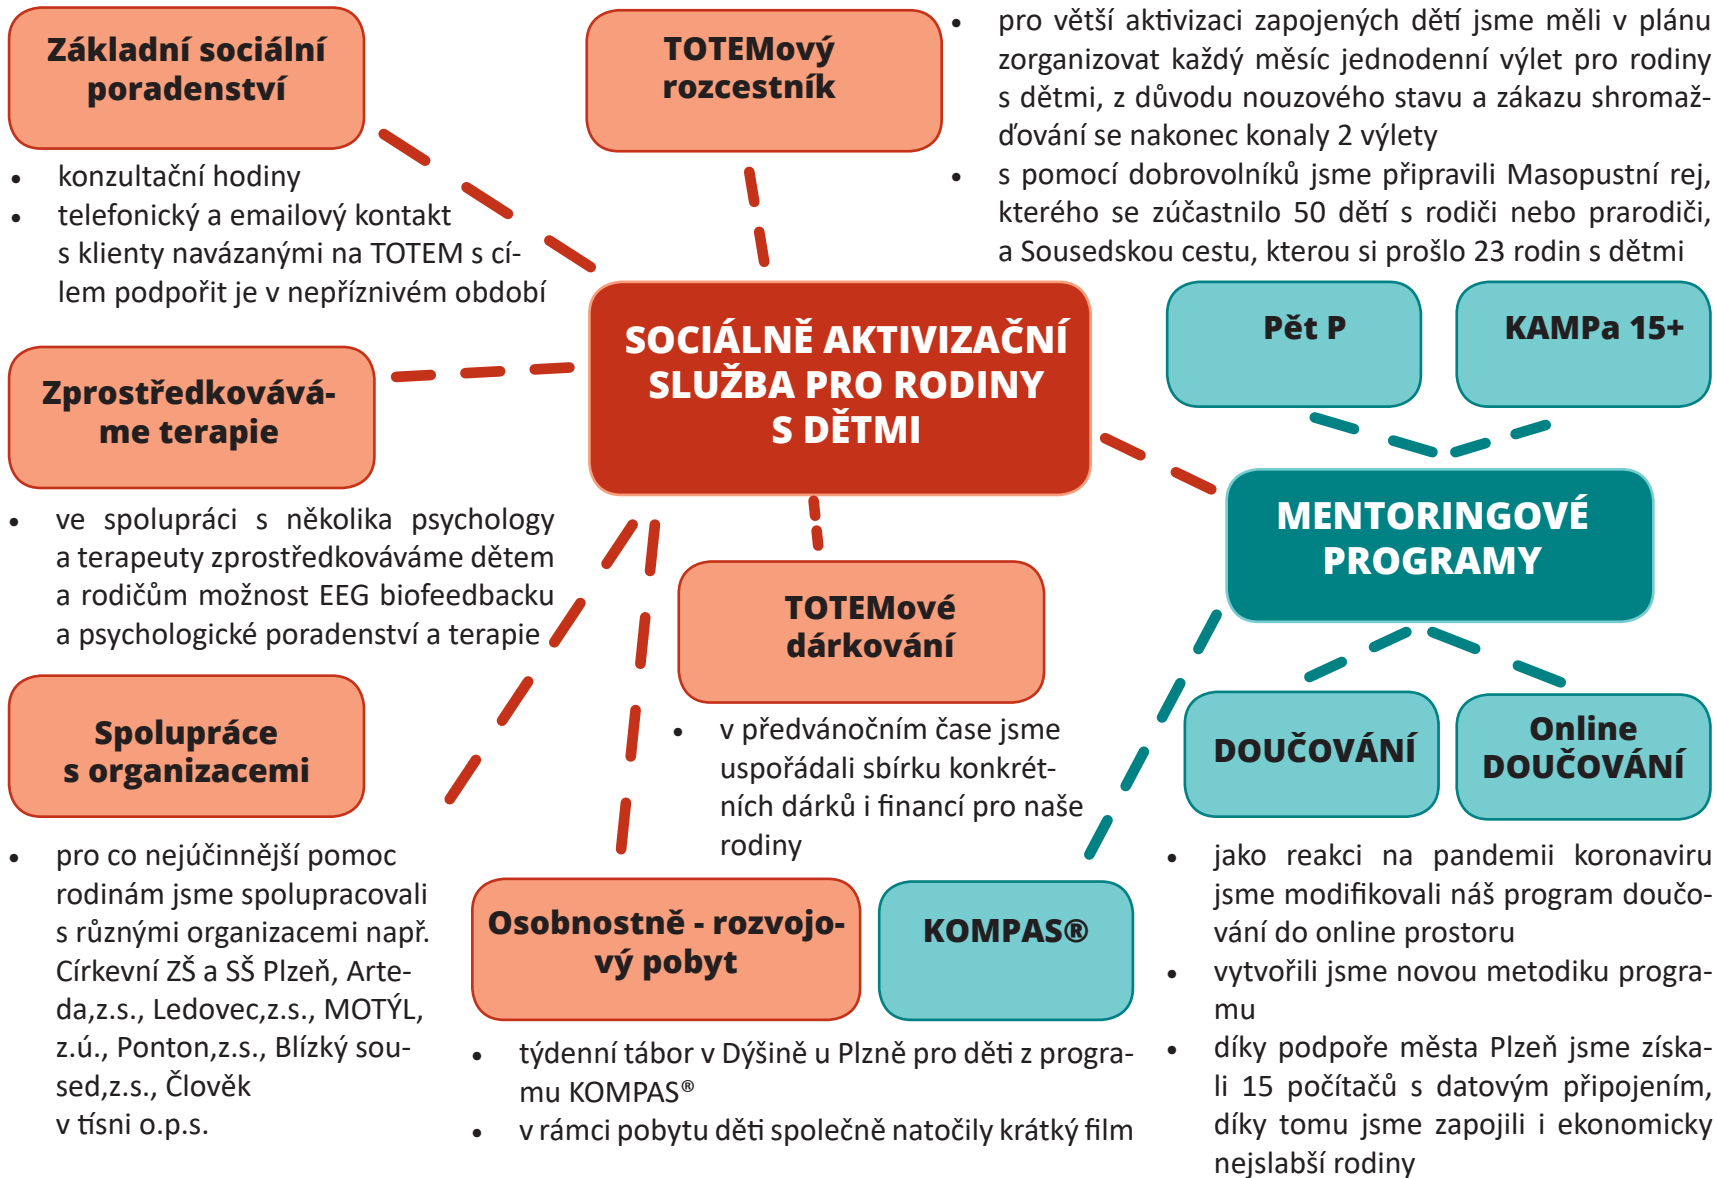 Základní sociální
poradenství
• konzultační hodiny
• telefonický a emailový kontakt
s klienty navázanými na TOTEM s cí-
lem podpořit je v nepříznivém období
TOTEMový
rozcestník
• pro větší aktivizaci zapojených dětí jsme měli v plánu
zorganizovat každý měsíc jednodenní výlet pro rodiny
s dětmi, z důvodu nouzového stavu a zákazu shromaž-
ďování se nakonec konaly 2 výlety
• s pomocí dobrovolníků jsme připravili Masopustní rej,
kterého se zúčastnilo 50 dětí s rodiči nebo prarodiči,
a Sousedskou cestu, kterou si prošlo 23 rodin s dětmi
SOCIÁLNĚ AKTIVIZAČNÍ
SLUŽBA PRO RODINY
S DĚTMI
Pět P
KAMPa 15+
Zprostředkovává-
me terapie
• ve spolupráci s několika psychology
a terapeuty zprostředkováváme dětem
a rodičům možnost EEG biofeedbacku
a psychologické poradenství a terapie
MENTORINGOVÉ
PROGRAMY
TOTEMové
dárkování
• v předvánočním čase jsme
uspořádali sbírku konkrét-
ních dárků i financí pro naše
rodiny
Spolupráce
s organizacemi
• pro co nejúčinnější pomoc
rodinám jsme spolupracovali
s různými organizacemi např.
Církevní ZŠ a SŠ Plzeň, Arte-
da,z.s., Ledovec,z.s., MOTÝL,
z.ú., Ponton,z.s., Blízký sou-
sed,z.s., Člověk
v tísni o.p.s.
DOUČOVÁNÍ
Online
DOUČOVÁNÍ
Osobnostně - rozvojo-
vý pobyt
KOMPAS®
• týdenní tábor v Dýšině u Plzně pro děti z progra-
mu KOMPAS®
• v rámci pobytu děti společně natočily krátký film
• jako reakci na pandemii koronaviru
jsme modifikovali náš program doučo-
vání do online prostoru
• vytvořili jsme novou metodiku progra-
mu
• díky podpoře města Plzeň jsme získa-
li 15 počítačů s datovým připojením,
díky tomu jsme zapojili i ekonomicky
nejslabší rodiny